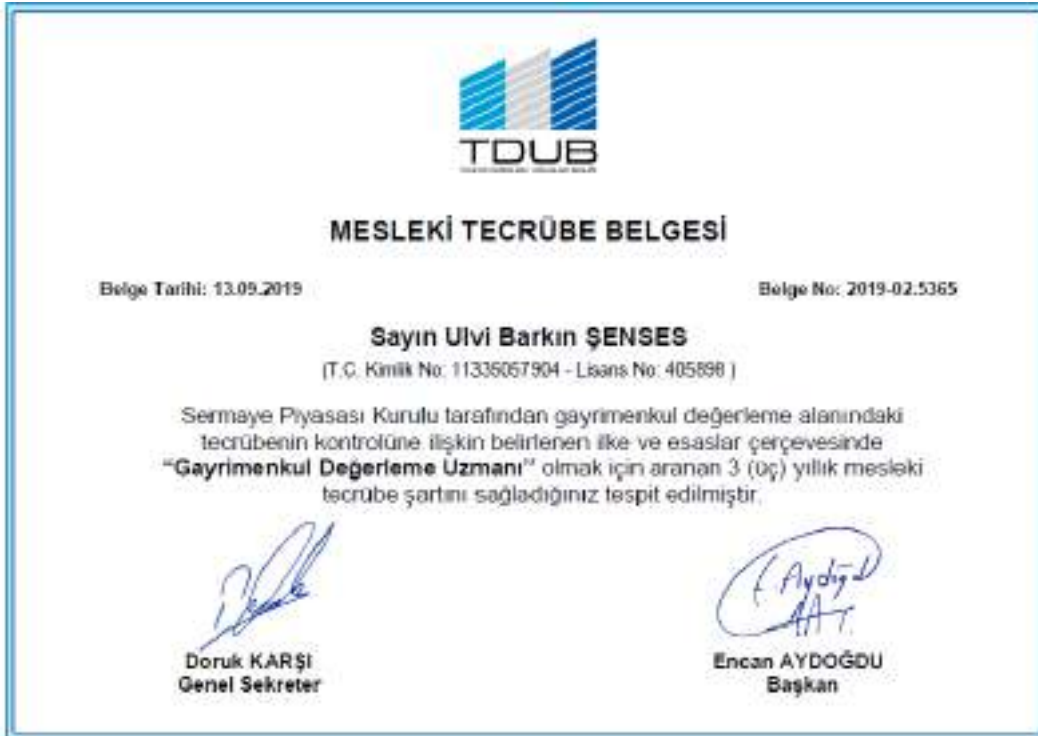 TDUB
MESLEKİ TECRÜBE BELGESİ
Belge Tarihi: 13.09.2019
Belge No: 2019-02.5365
Sayın Ulvi Barkın ŞENSES
(T.C. Kimlik No: 11335057904 - Lisans No: 405898 )
Sermaye Piyasası Kurulu tarafından gayrimenkul değerleme alanındaki
tecrübenin kontrolüne ilişkin belirlenen ilke ve esaslar çerçevesinde
"Gayrimenkul Değerleme Uzmanı" olmak için aranan 3 (üç) yıllık mesleki
tecrübe şartını sağladığınız tespit edilmiştir.
E. Aydoğdu
Doruk KARŞI
Genel Sekreter
Encan AYDOĞDU
Başkan